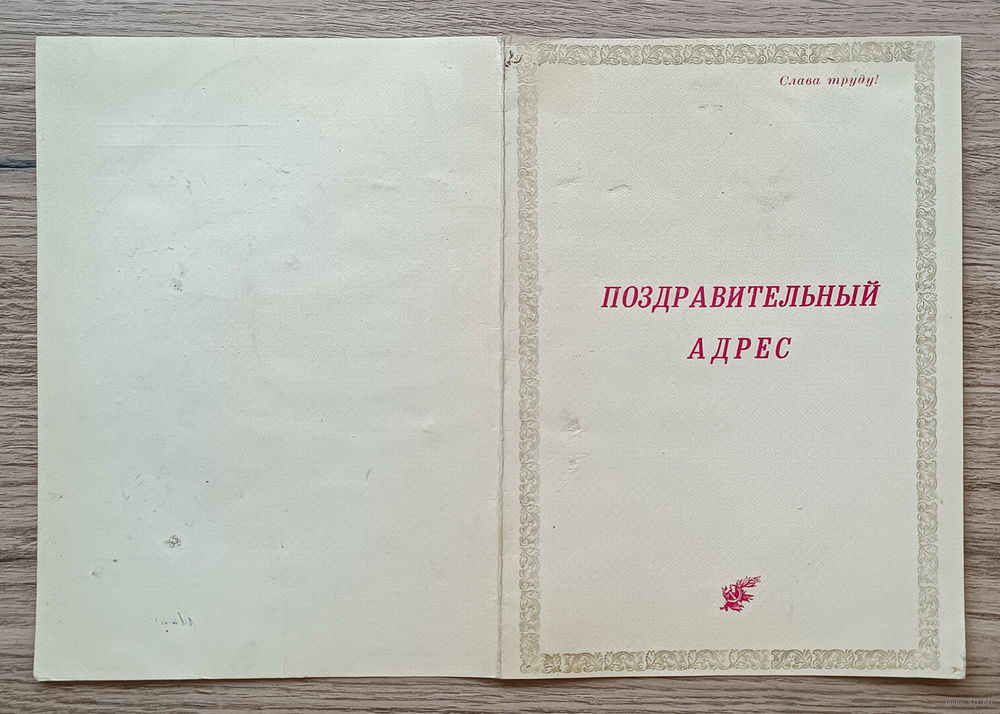 Слава труду!
ПОЗДРАВИТЕЛЬНЫЙ
АДРЕС